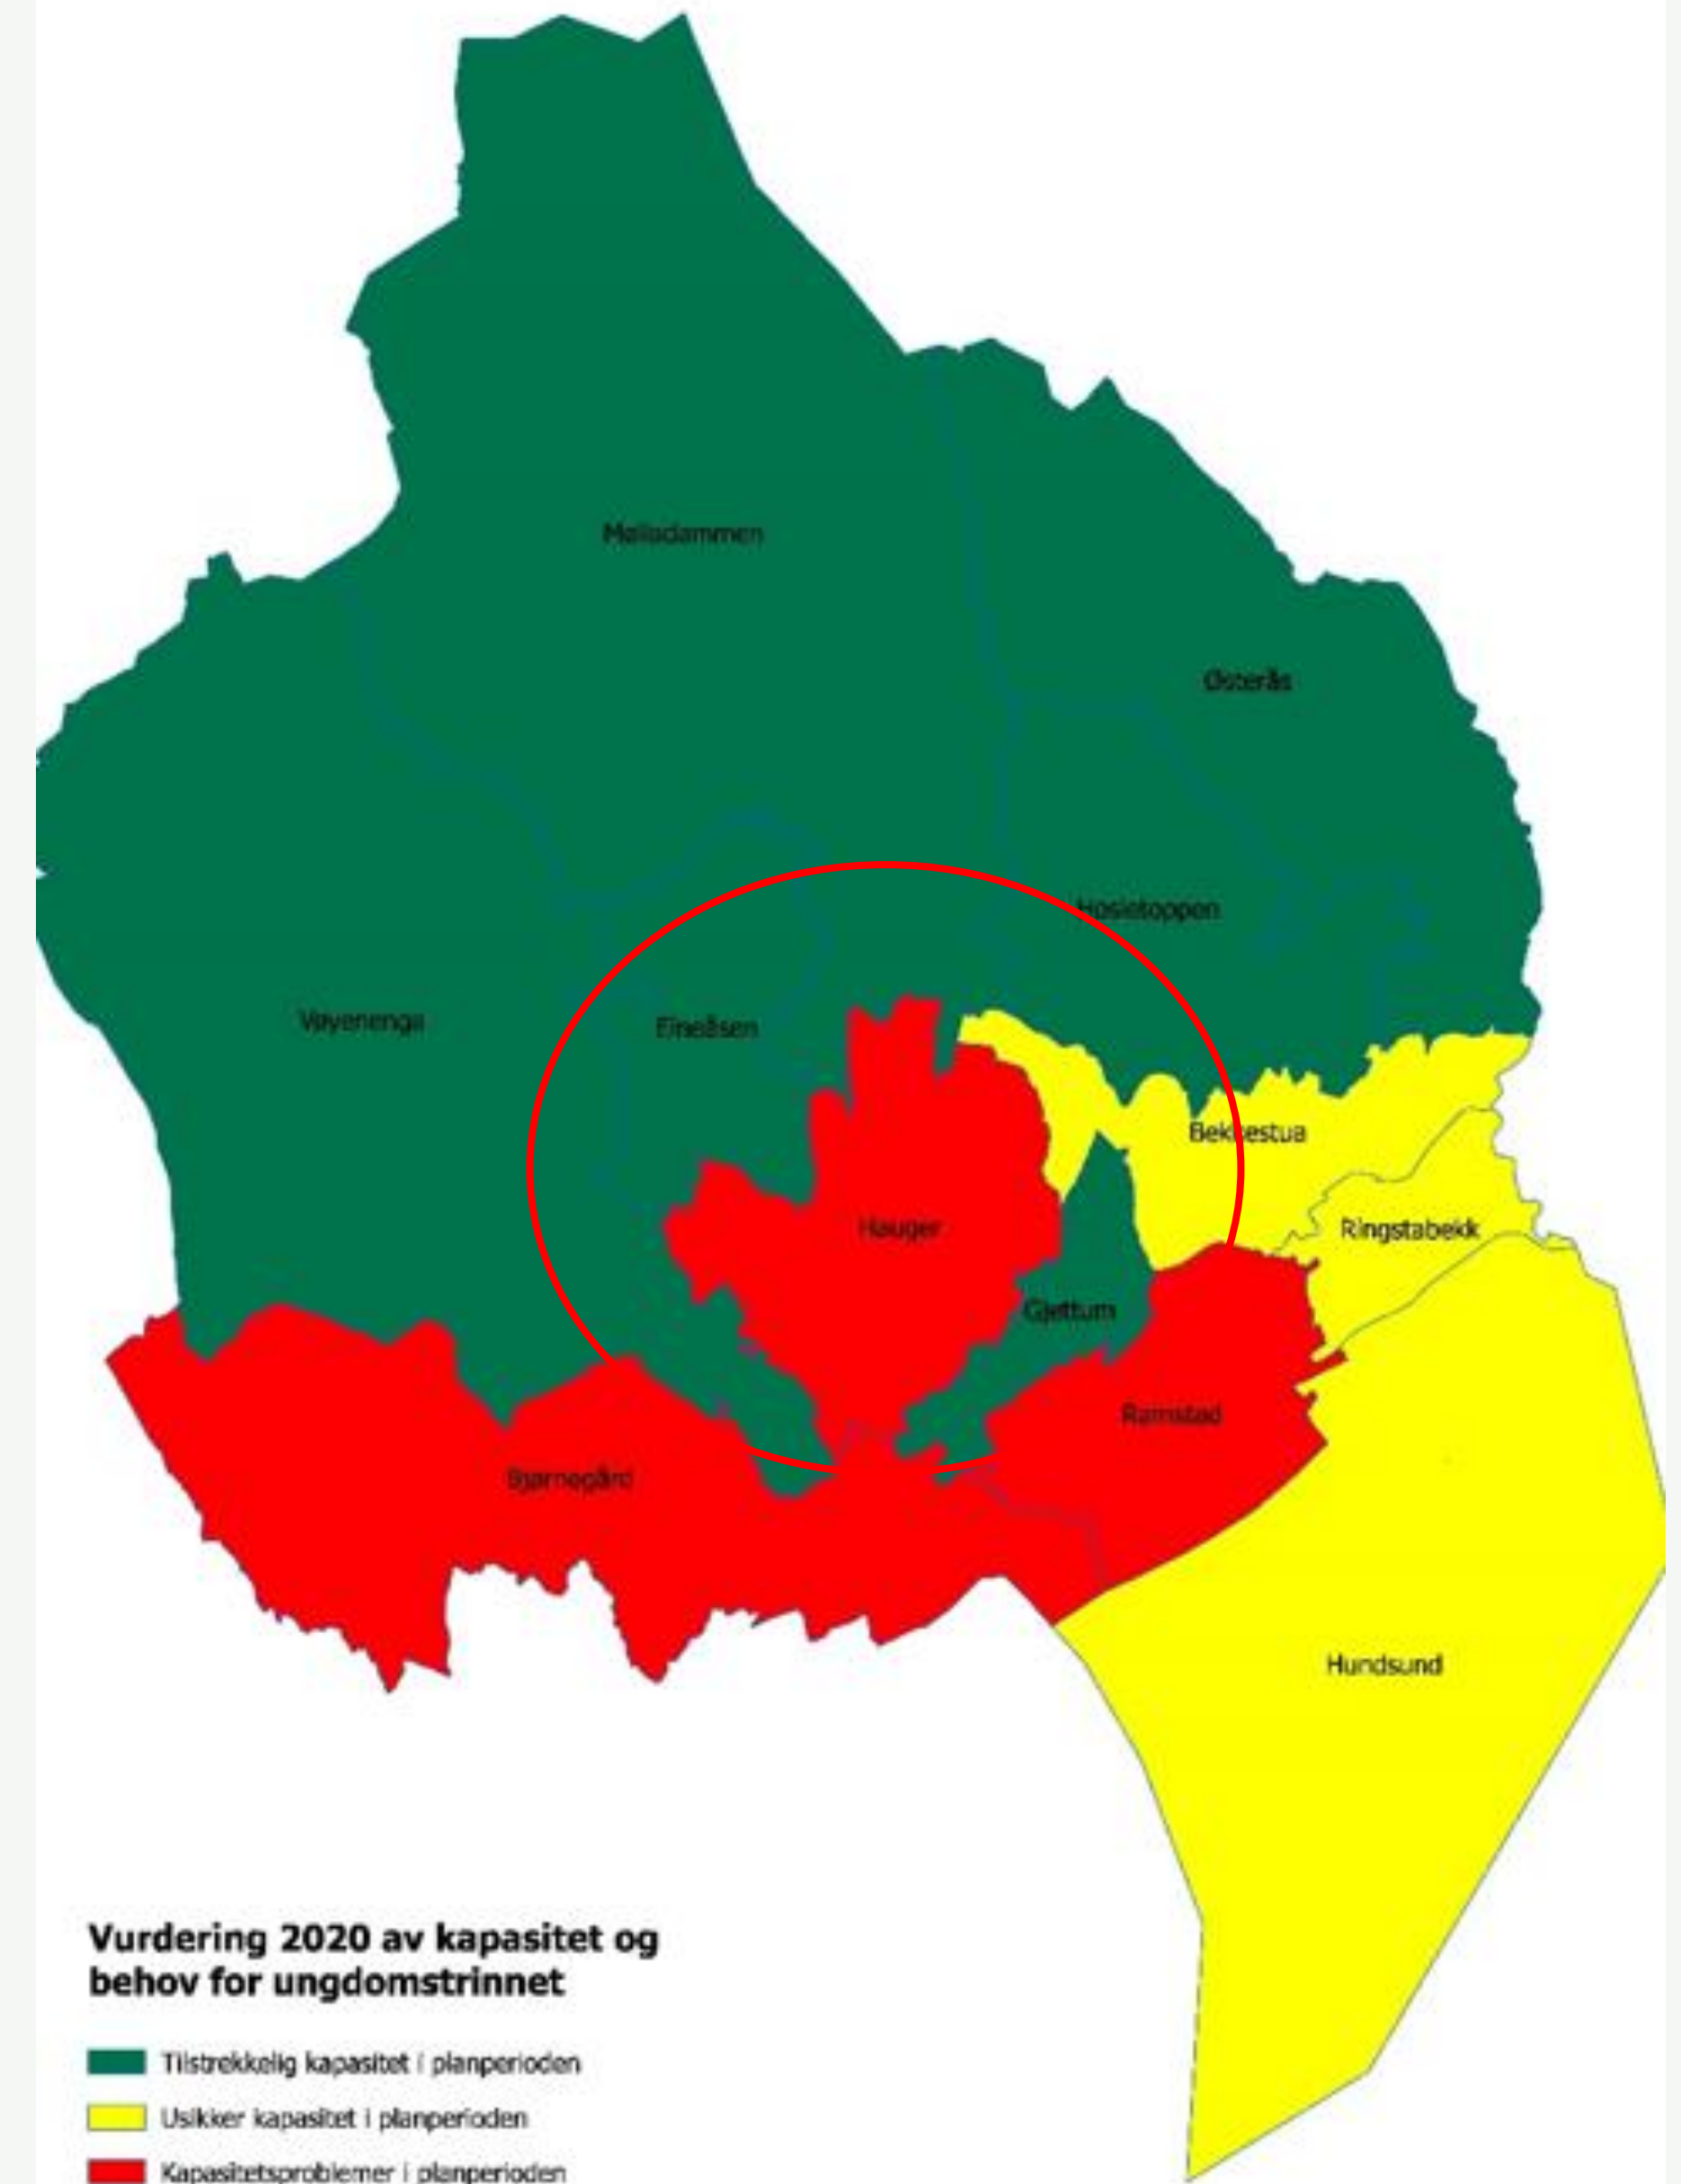 Mølladammen
Østerås
Hosletoppen
Vøyenenga
Eineåsen
Bekkestua
Hauger
Ringstabekk
Gjettum
Ramstad
Bjørnegård
Hundsund
Vurdering 2020 av kapasitet og
behov for ungdomstrinnet
Tilstrekkelig kapasitet i planperioden
Usikker kapasitet i planperioden
Kapasitetsproblemer i planperioden